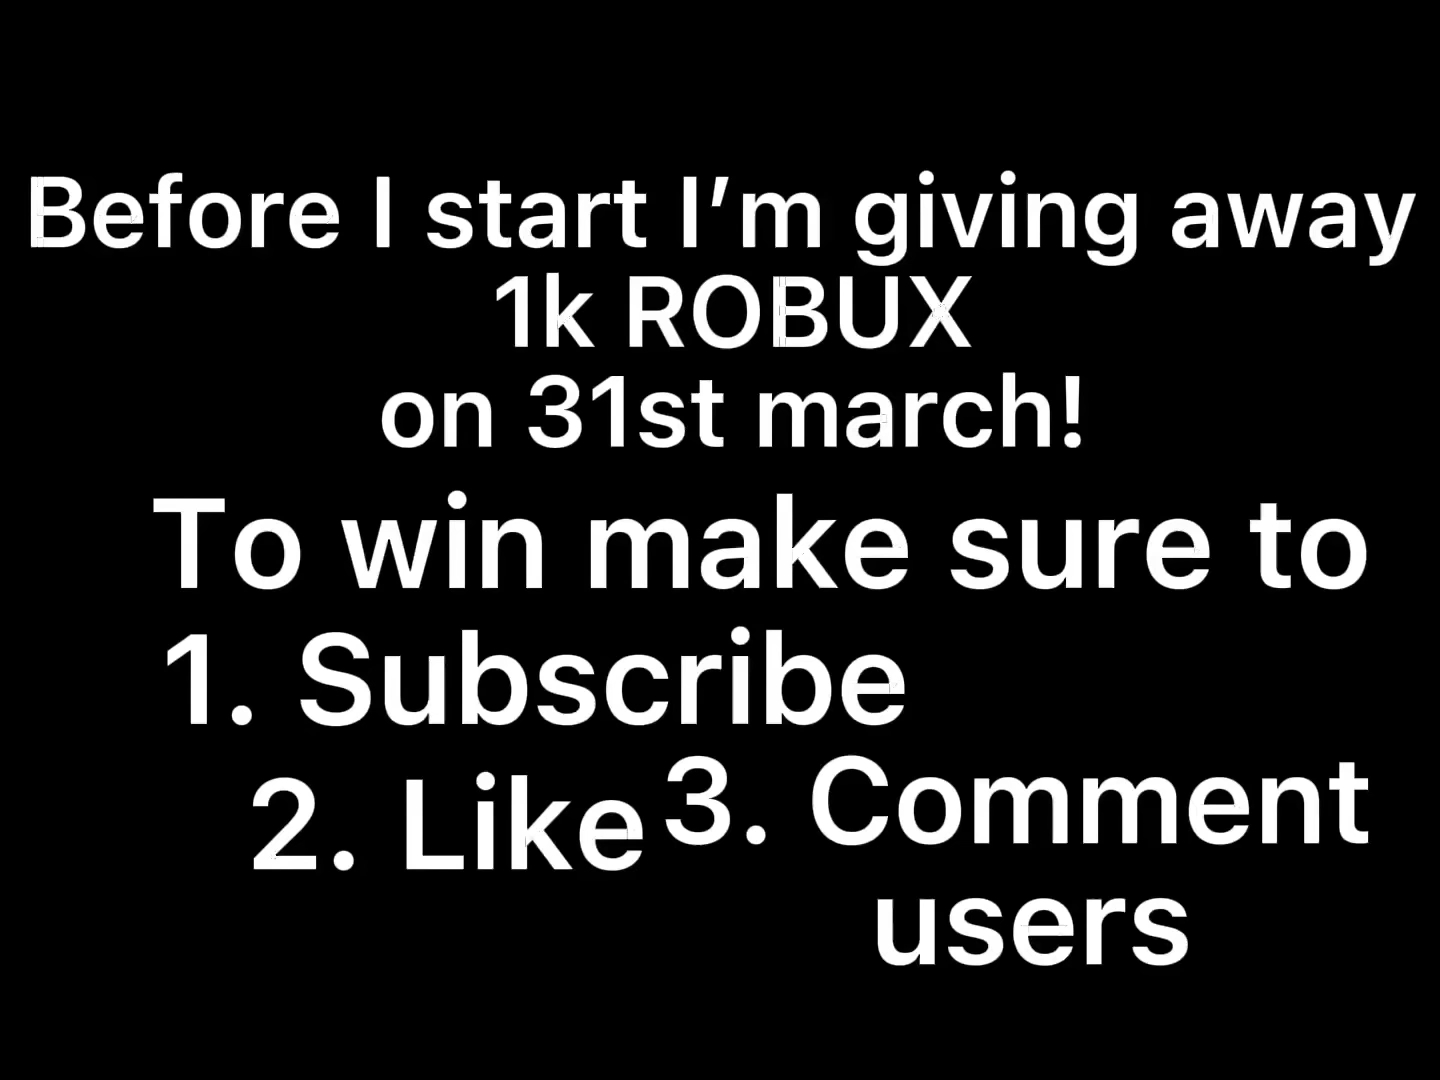 Before I start I’m giving away
1k ROBUX
on 31st march!
To win make sure to
1. Subscribe
2. Like
3. Comment
users